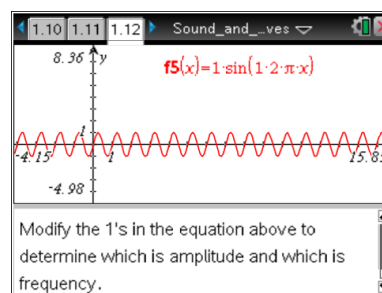 1.10 1.11 1.12 Sound_and_...ves
8.36 y
f5(x)=1·sin(1·2·π·x)
1
-4.15 1 15.8
-4.98
Modify the 1's in the equation above to
determine which is amplitude and which is
frequency.